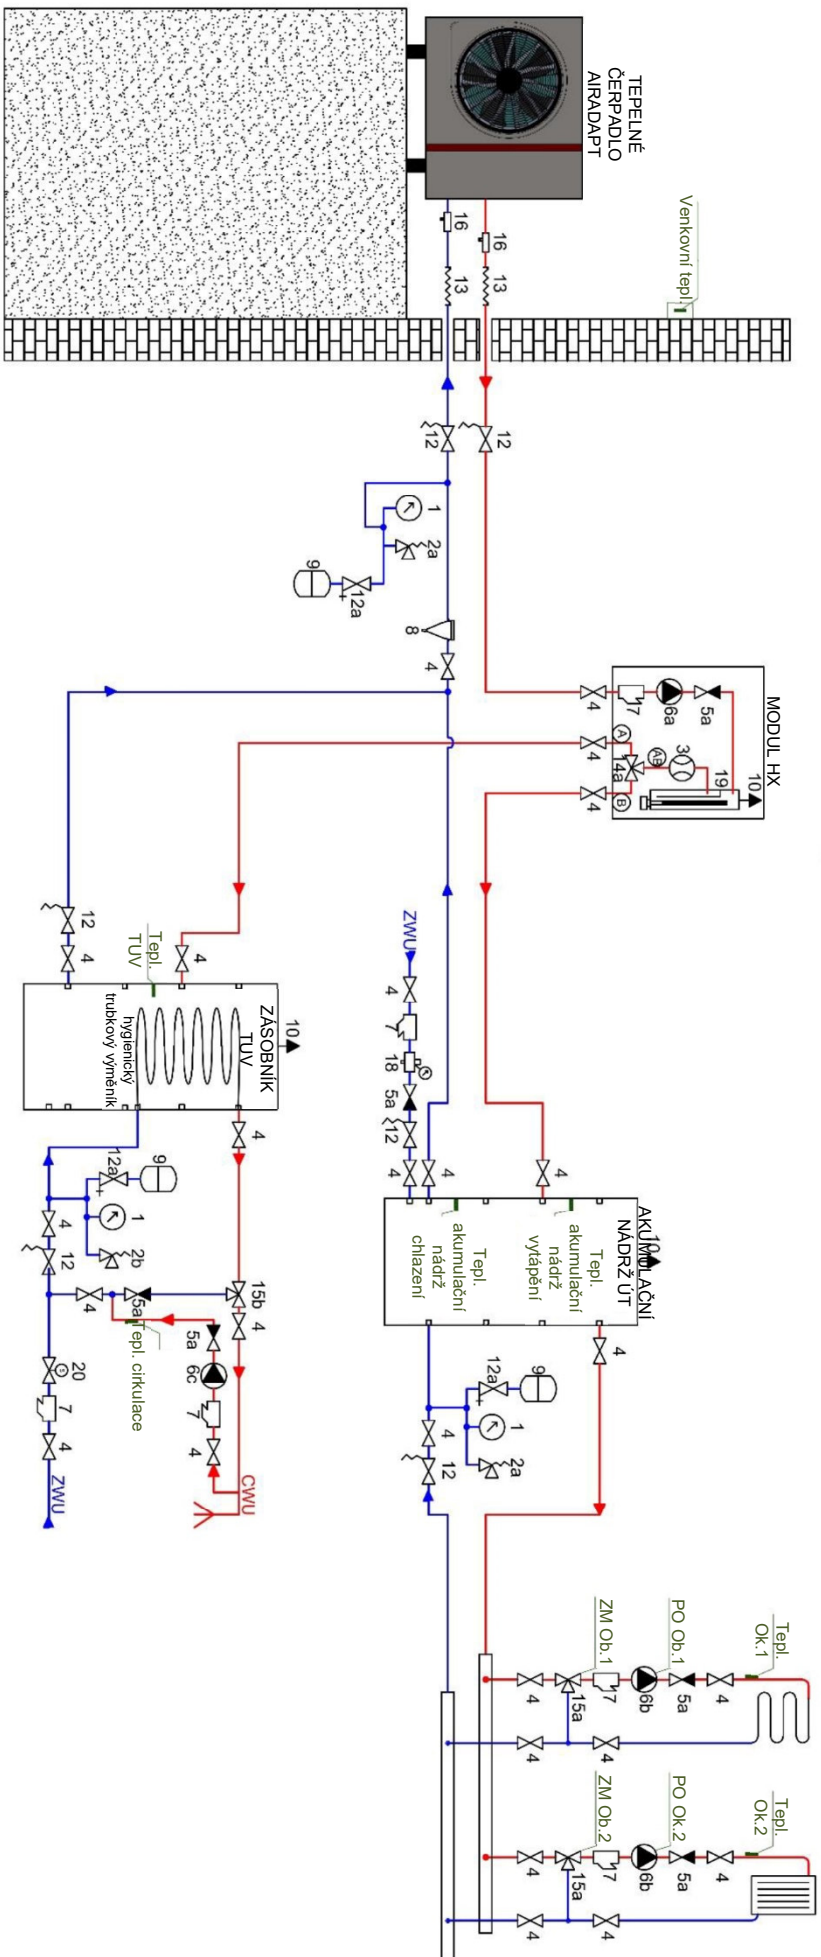 TEPELNÉ
ČERPADLO
AIRADAPT
Venkovní tepl.
16
16
13
13
12
12
1
2a
9
12a
8
4
MODUL HX
10
19
5a
6a
17
3
AB
A
14a
B
4
4
4
12
4
Tepl.
TUV
4
10
ZÁSOBNÍK
TUV
hygienický
trubkový výměník
ZWU
4
7
18
5a
12
4
4
4
AKUMULAČNÍ
NÁDRŽ ÚT
10
Tepl.
akumulační
nádrž
vytápění
Tepl.
akumulační
nádrž
chlazení
4
9
12a
1
2a
4
12
4
9
12a
1
2b
4
12
15b
4
5a
4
Tepl. cirkulace
5a
6c
7
4
CWU
20
7
4
ZWU
Tepl.
Ok.1
PO Ob.1
ZM Ob.1
4
5a
6b
17
15a
4
4
4
Tepl.
Ok.2
PO Ok.2
ZM Ob.2
4
5a
6b
17
15a
4
4
4